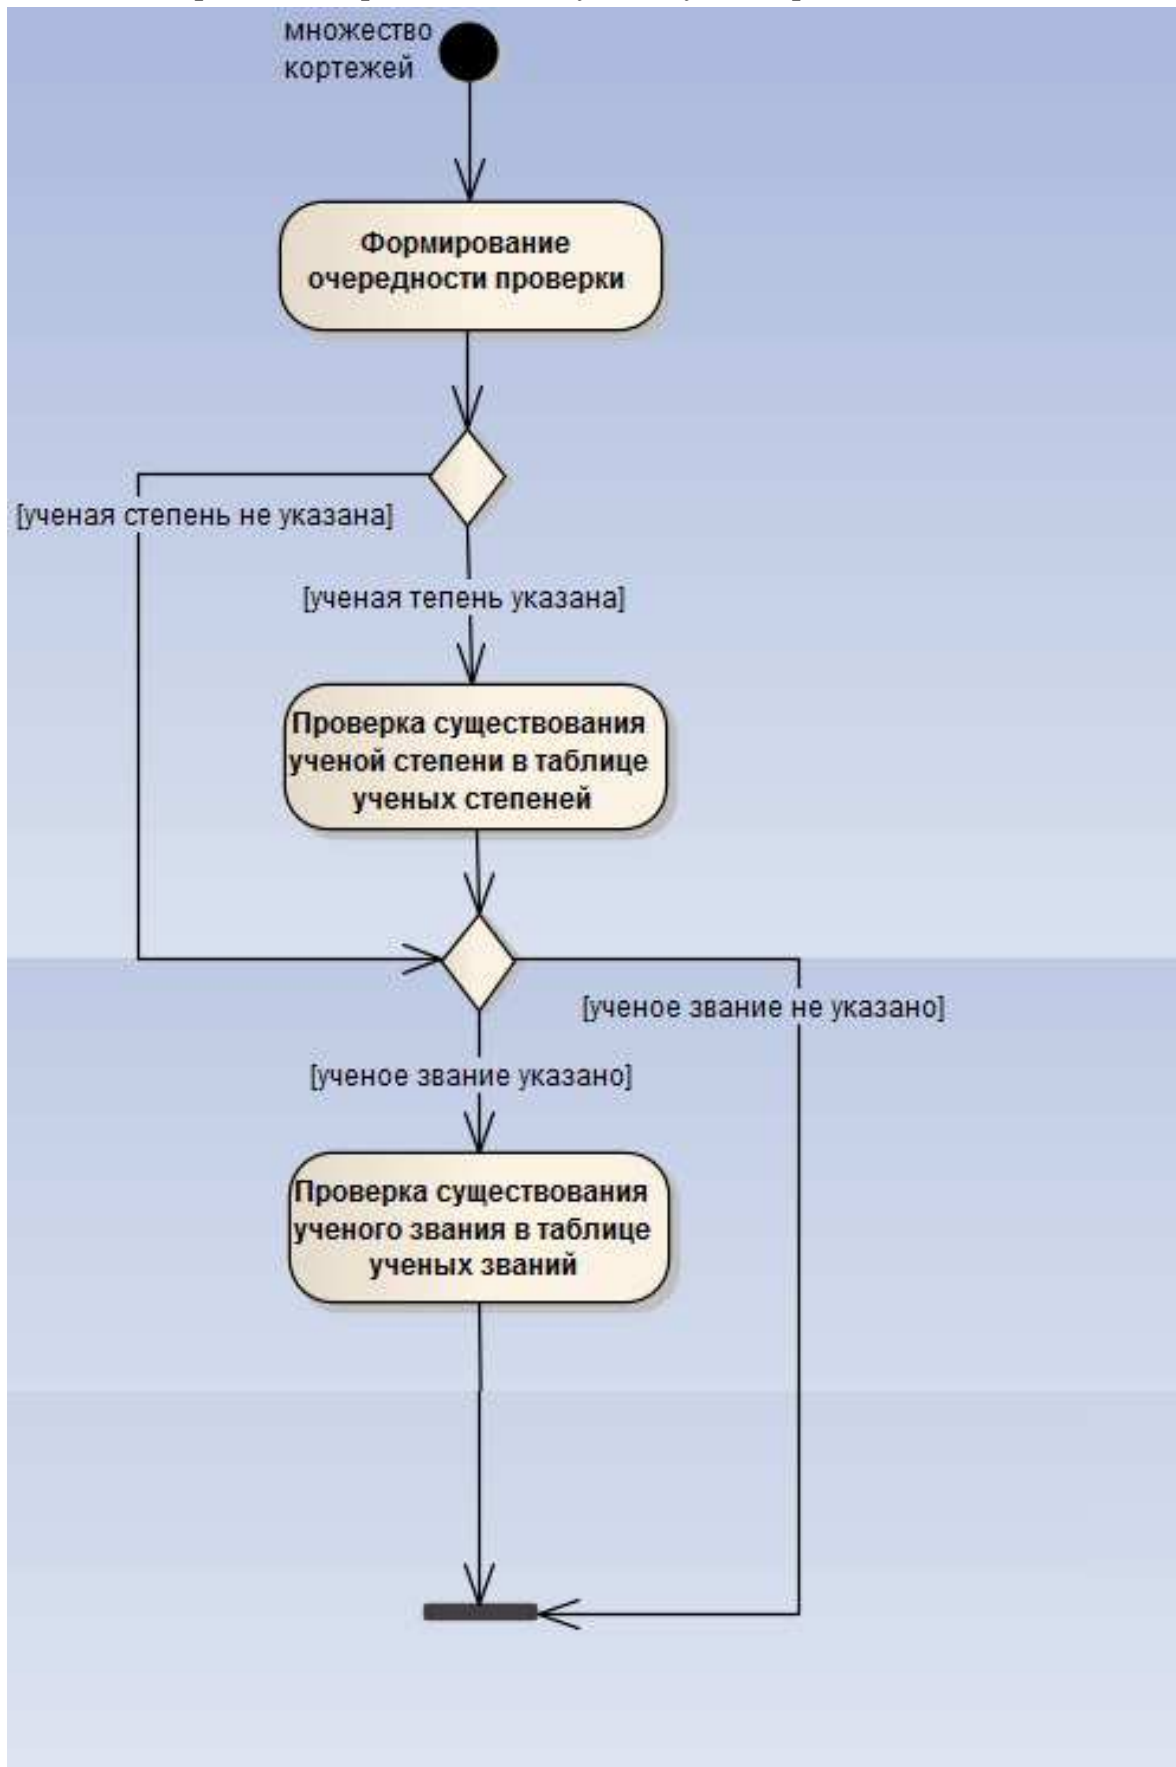 множество
кортежей
Формирование
очередности проверки
[ученая степень не указана]
[ученая тепень указана]
Проверка существования
ученой степени в таблице
ученых степеней
[ученое звание не указано]
[ученое звание указано]
Проверка существования
ученого звания в таблице
ученых званий